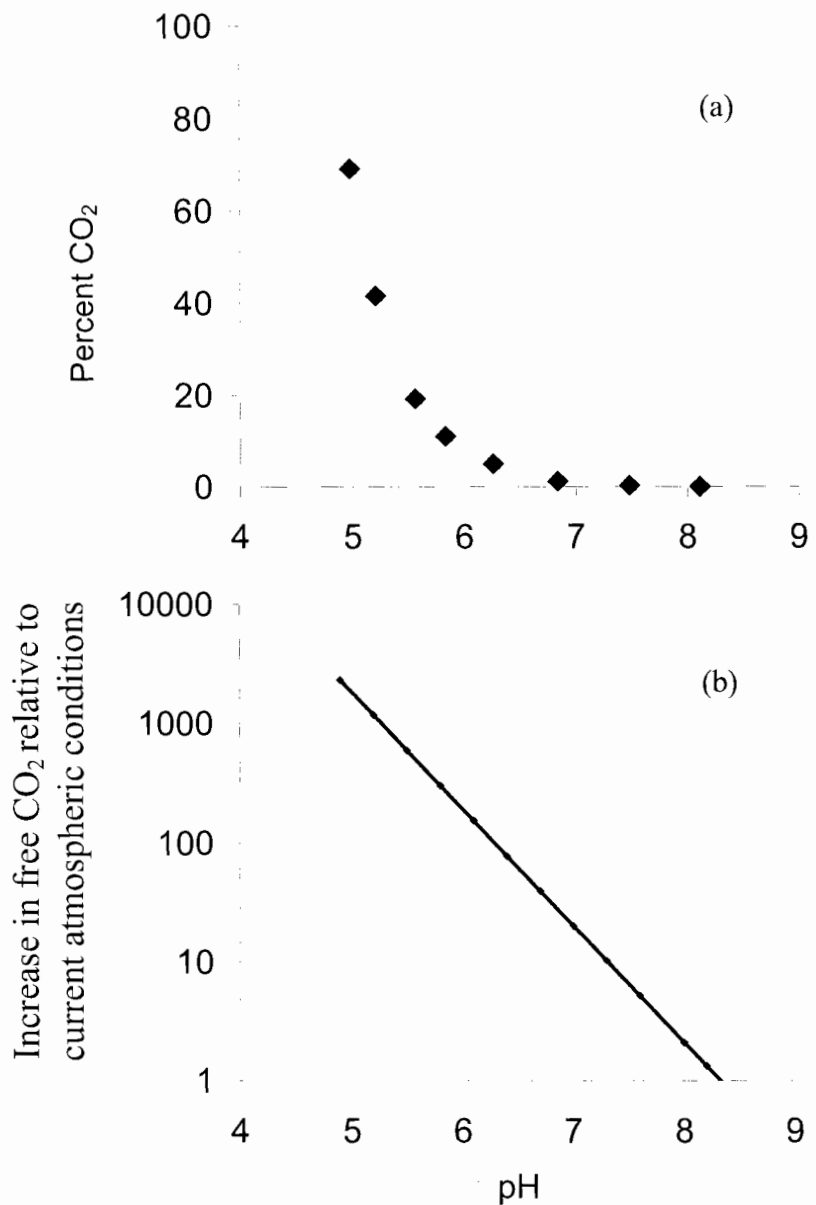 100
80
60
40
20
0
Percent CO₂
(a)
4 5 6 7 8 9
10000
1000
100
10
1
Increase in free CO₂ relative to
current atmospheric conditions
(b)
4 5 6 7 8 9
pH